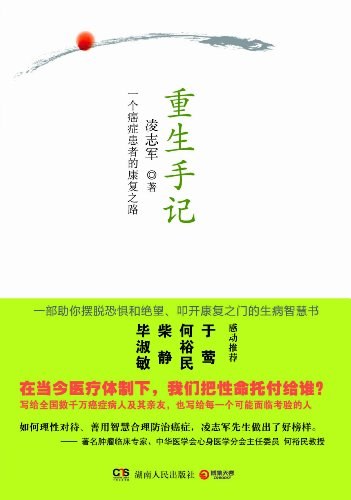 重生手记
凌志军 ◎ 著
一个癌症患者的康复之路
一部助你摆脱恐惧和绝望、叩开康复之门的生病智慧书
感动推荐
于莺
何裕民
柴静
毕淑敏
在当今医疗体制下，我们把性命托付给谁？
写给全国数千万癌症病人及其亲友，也写给每一个可能面临考验的人
如何理性对待、善用智慧合理防治癌症，凌志军先生做出了好榜样。
——著名肿瘤临床专家、中华医学会心身医学分会主任委员 何裕民教授
湖南人民出版社
博集天卷